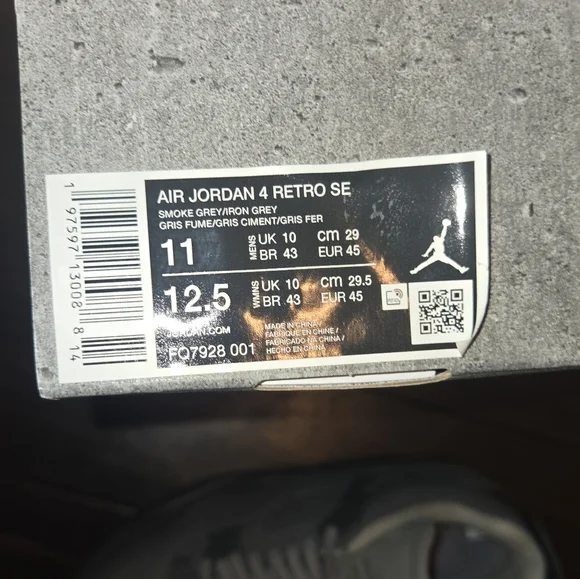 AIR JORDAN 4 RETRO SE
SMOKE GREY/IRON GREY
GRIS FUME/GRIS CIMENT/GRIS FER
11 MENS UK 10 CM 29
BR 43 EUR 45
12.5 WMNS UK 10 CM 29.5
BR 43 EUR 45
JORDAN.COM
FQ7928 001
MADE IN CHINA /
FABRIQUE EN CHINE /
FABRICADO NA CHINA /
HECHO EN CHINA
1 97597 13008 8 14